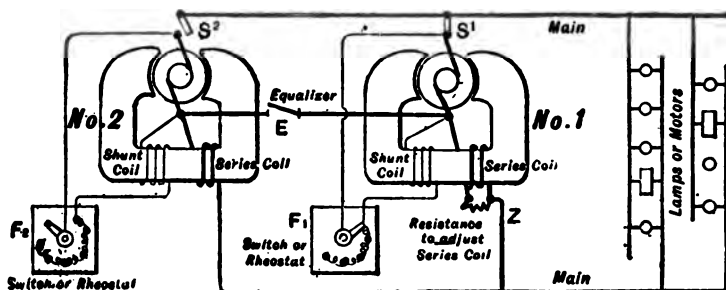 S²
S¹
Main
Equalizer
E
No. 2
No. 1
Shunt
Coil
Series Coil
Shunt
Coil
Series
Coil
Lamps or Motors
F2
Switch or Rheostat
F1
Switch or
Rheostat
Resistance
to adjust
Series Coil
Z
Main